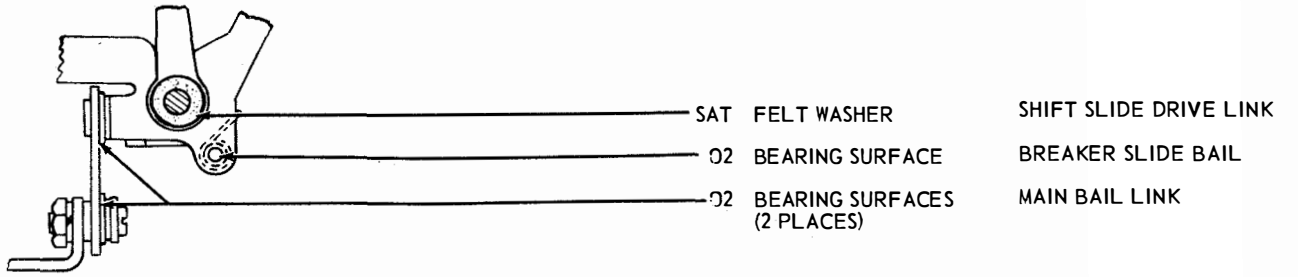 SAT FELT WASHER SHIFT SLIDE DRIVE LINK
O2 BEARING SURFACE BREAKER SLIDE BAIL
O2 BEARING SURFACES MAIN BAIL LINK
(2 PLACES)